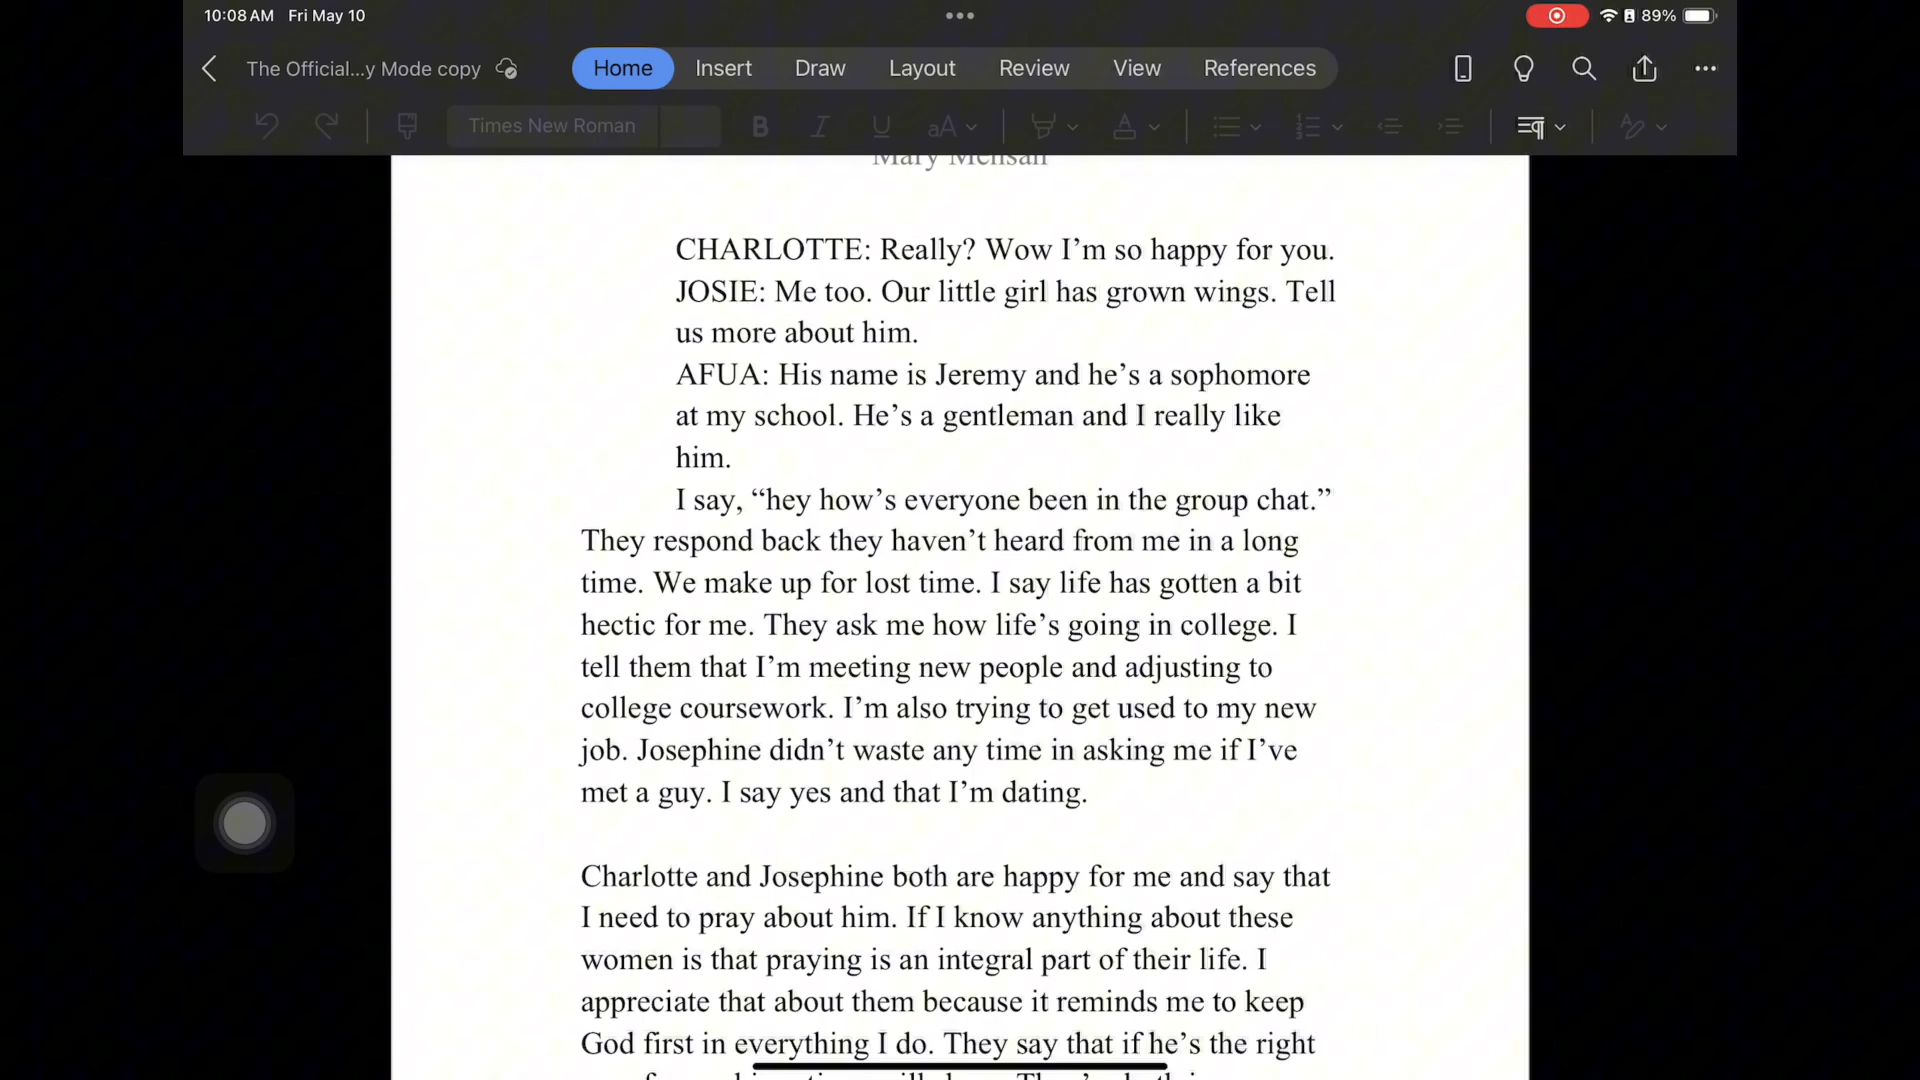 10:08 AM Fri May 10
89%
The Official...y Mode copy
Home Insert Draw Layout Review View References
Times New Roman
B I U aA
Mary Mensah
CHARLOTTE: Really? Wow I’m so happy for you.
JOSIE: Me too. Our little girl has grown wings. Tell
us more about him.
AFUA: His name is Jeremy and he’s a sophomore
at my school. He’s a gentleman and I really like
him.
I say, “hey how’s everyone been in the group chat.”
They respond back they haven’t heard from me in a long
time. We make up for lost time. I say life has gotten a bit
hectic for me. They ask me how life’s going in college. I
tell them that I’m meeting new people and adjusting to
college coursework. I’m also trying to get used to my new
job. Josephine didn’t waste any time in asking me if I’ve
met a guy. I say yes and that I’m dating.
Charlotte and Josephine both are happy for me and say that
I need to pray about him. If I know anything about these
women is that praying is an integral part of their life. I
appreciate that about them because it reminds me to keep
God first in everything I do. They say that if he’s the right